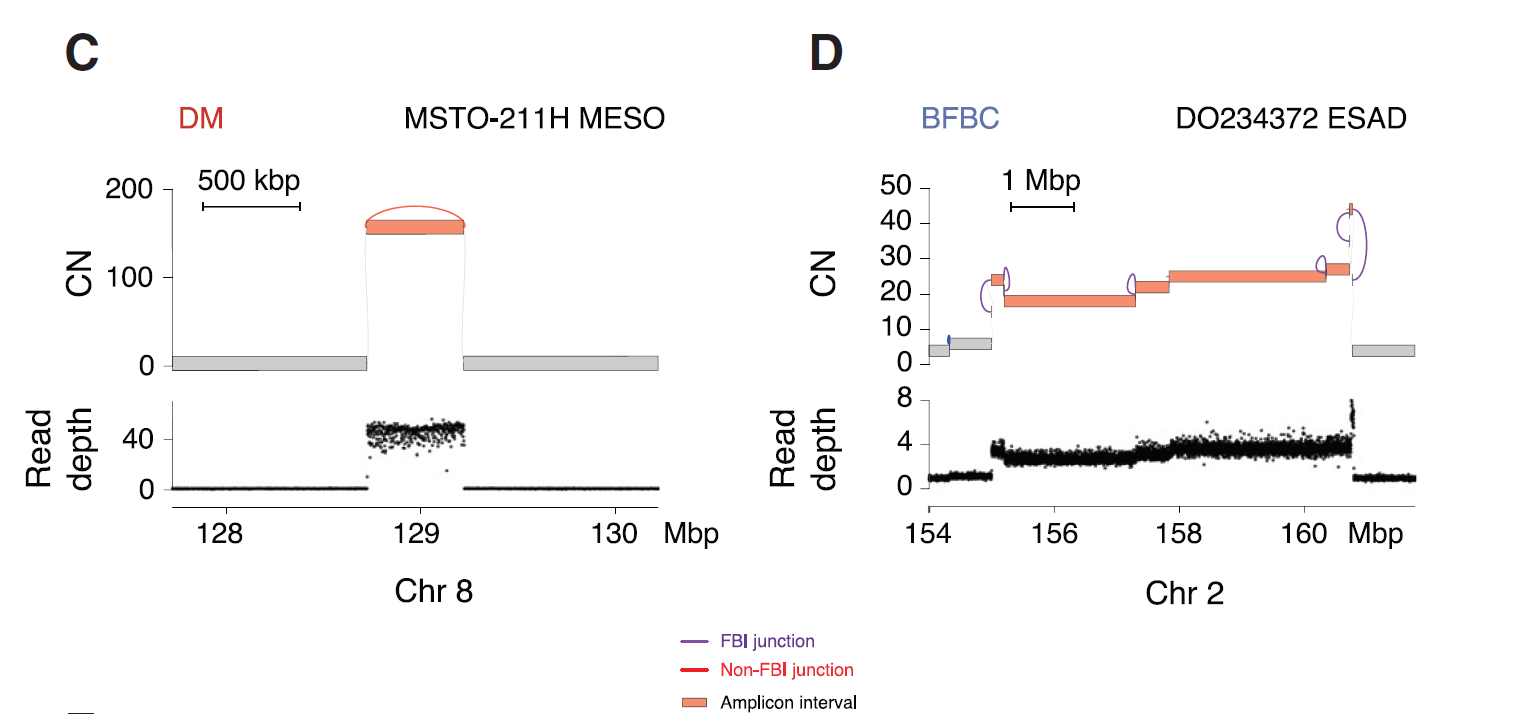 C
DM MSTO-211H MESO
500 kbp
200
100
0
CN
40
0
Read depth
128 129 130 Mbp
Chr 8
D
BFBC DO234372 ESAD
1 Mbp
50
40
30
20
10
0
CN
8
4
0
Read depth
154 156 158 160 Mbp
Chr 2
FBI junction
Non-FBI junction
Amplicon interval